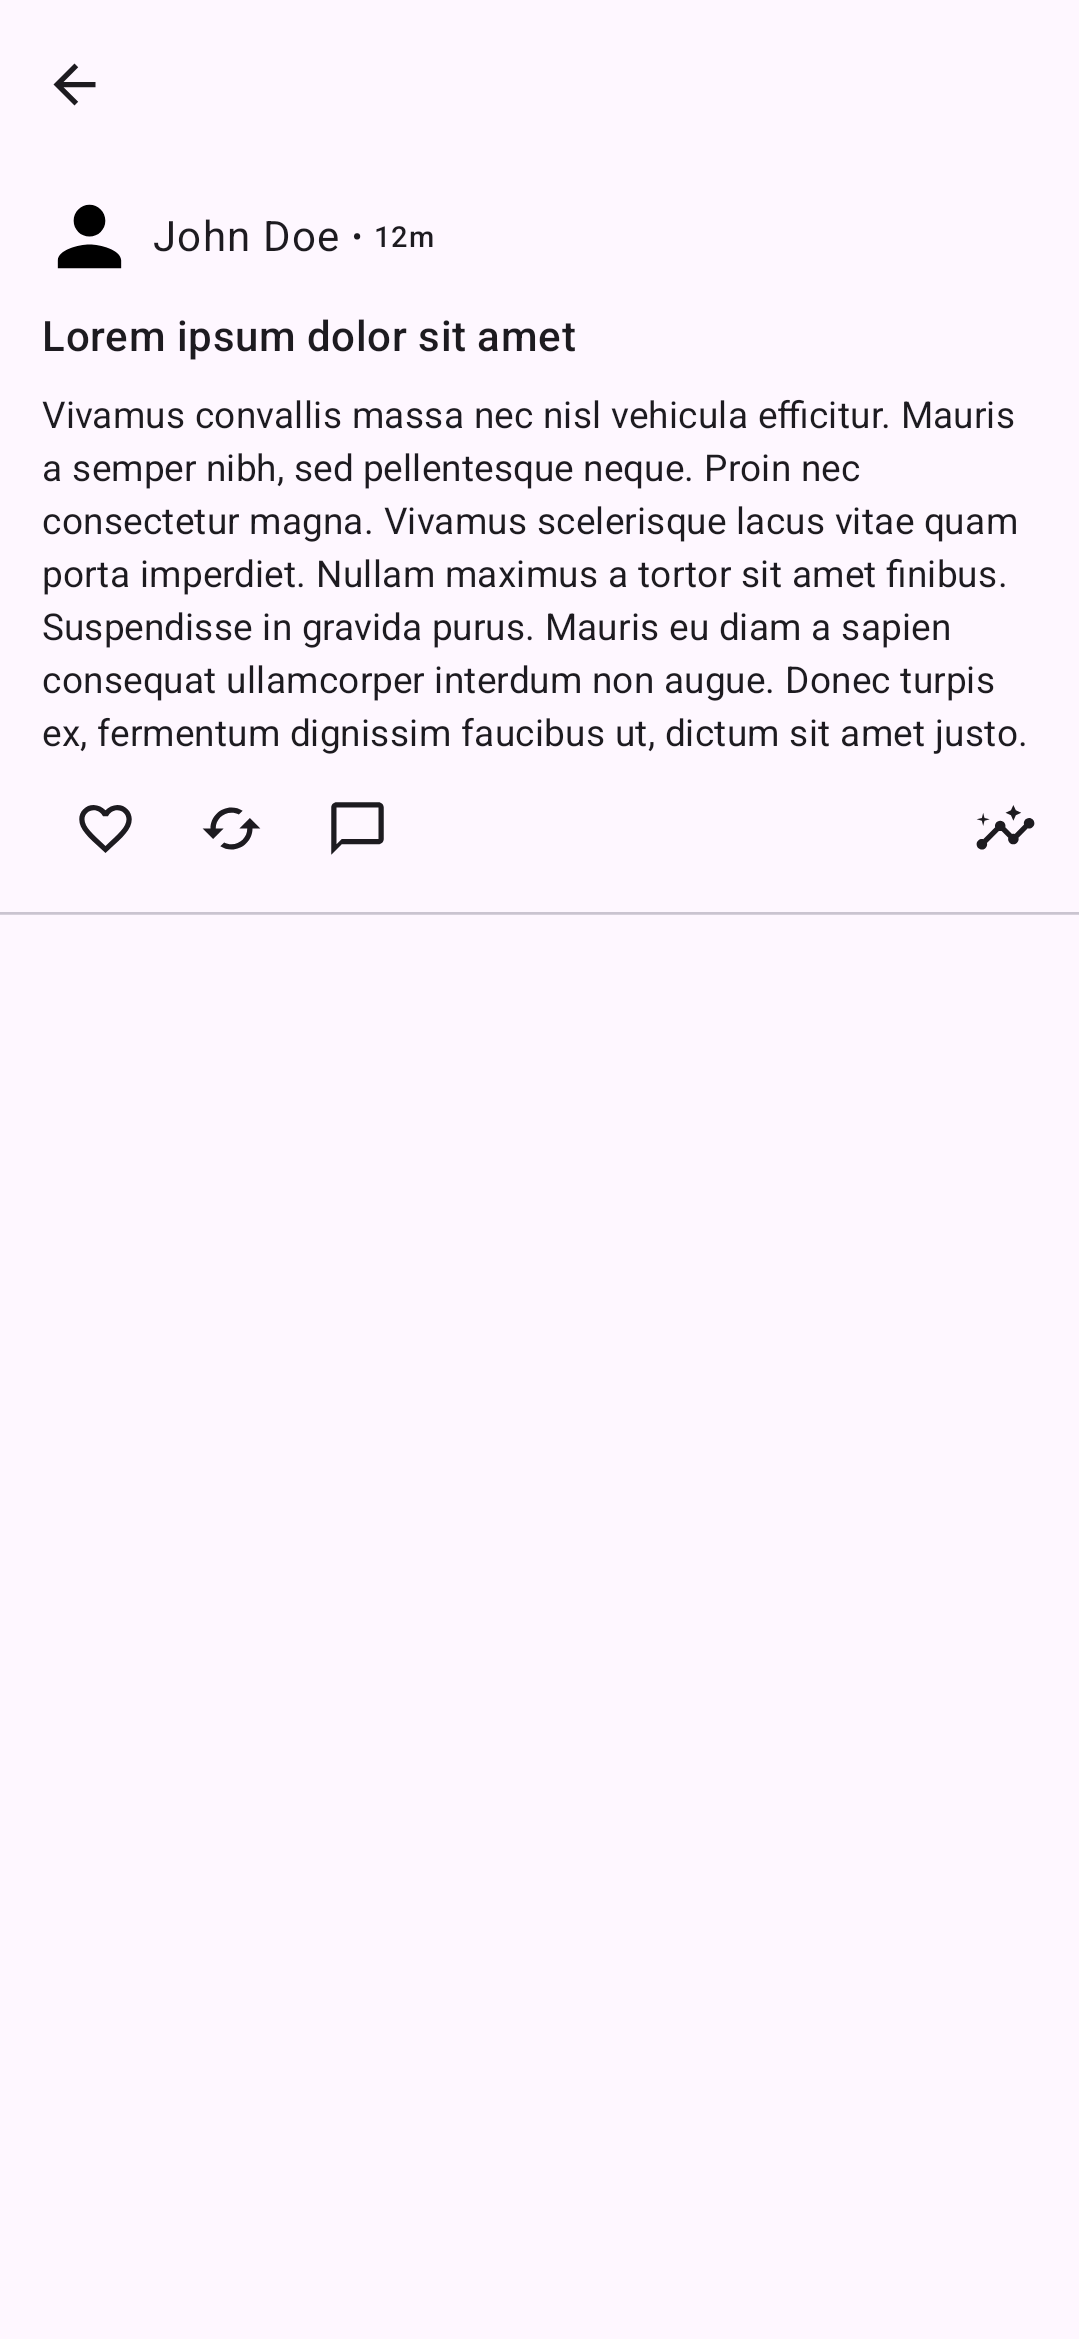 John Doe • 12m
Lorem ipsum dolor sit amet
Vivamus convallis massa nec nisl vehicula efficitur. Mauris
a semper nibh, sed pellentesque neque. Proin nec
consectetur magna. Vivamus scelerisque lacus vitae quam
porta imperdiet. Nullam maximus a tortor sit amet finibus.
Suspendisse in gravida purus. Mauris eu diam a sapien
consequat ullamcorper interdum non augue. Donec turpis
ex, fermentum dignissim faucibus ut, dictum sit amet justo.